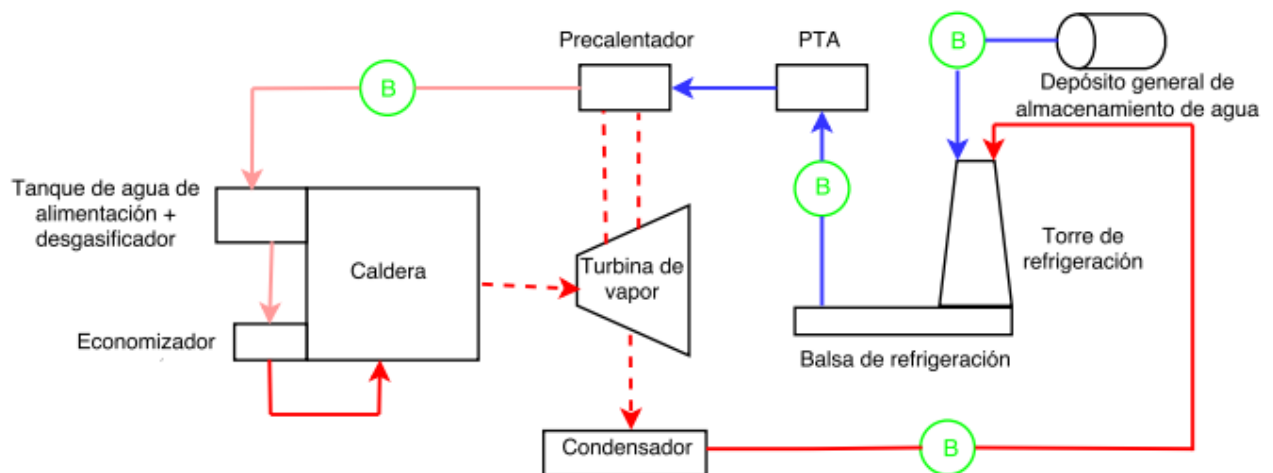 Precalentador
PTA
B
Depósito general de
almacenamiento de agua
B
B
Tanque de agua de
alimentación +
desgasificador
Caldera
Turbina de
vapor
Torre de
refrigeración
Economizador
Balsa de refrigeración
Condensador
B